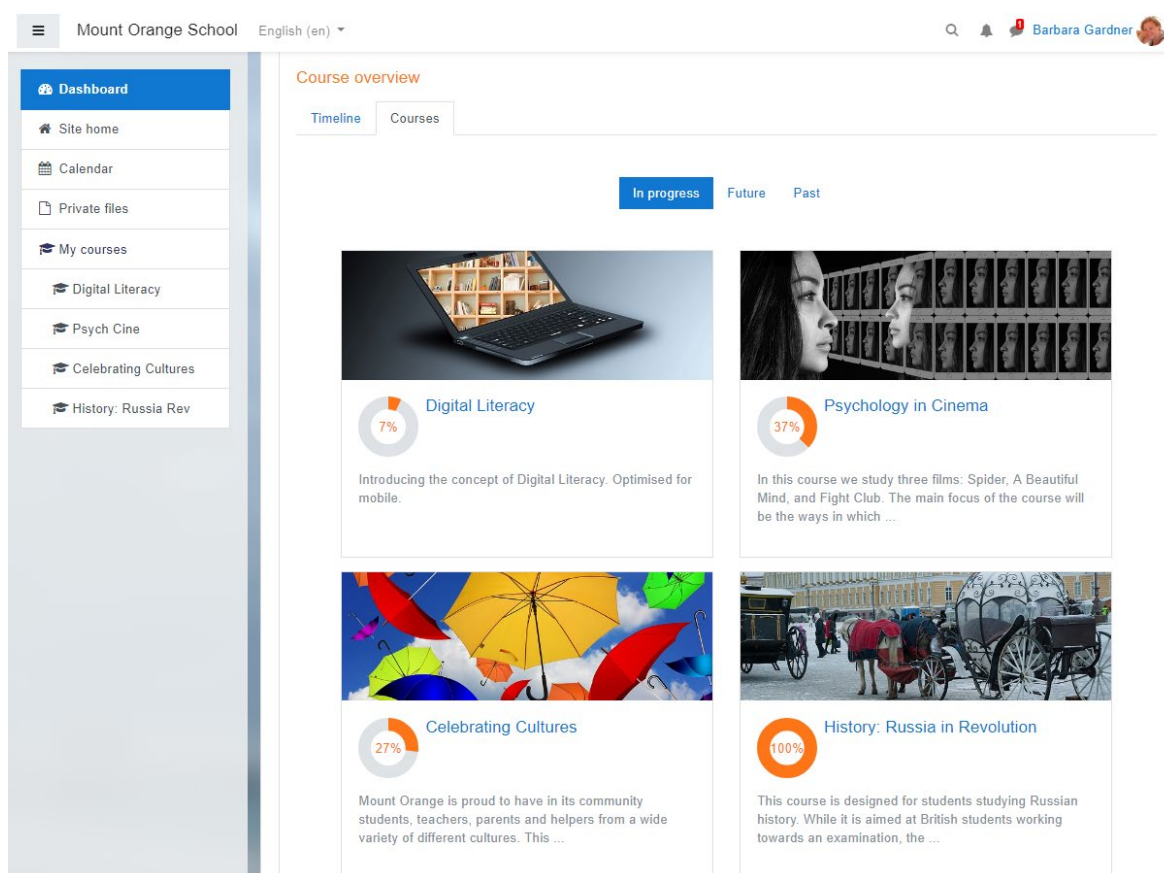 Mount Orange School English (en)
1 Barbara Gardner
Dashboard
Site home
Calendar
Private files
My courses
Digital Literacy
Psych Cine
Celebrating Cultures
History: Russia Rev
Course overview
Timeline Courses
In progress Future Past
Digital Literacy
7%
Introducing the concept of Digital Literacy. Optimised for
mobile.
Psychology in Cinema
37%
In this course we study three films: Spider, A Beautiful
Mind, and Fight Club. The main focus of the course will
be the ways in which ...
Celebrating Cultures
27%
Mount Orange is proud to have in its community
students, teachers, parents and helpers from a wide
variety of different cultures. This ...
History: Russia in Revolution
100%
This course is designed for students studying Russian
history. While it is aimed at British students working
towards an examination, the ...